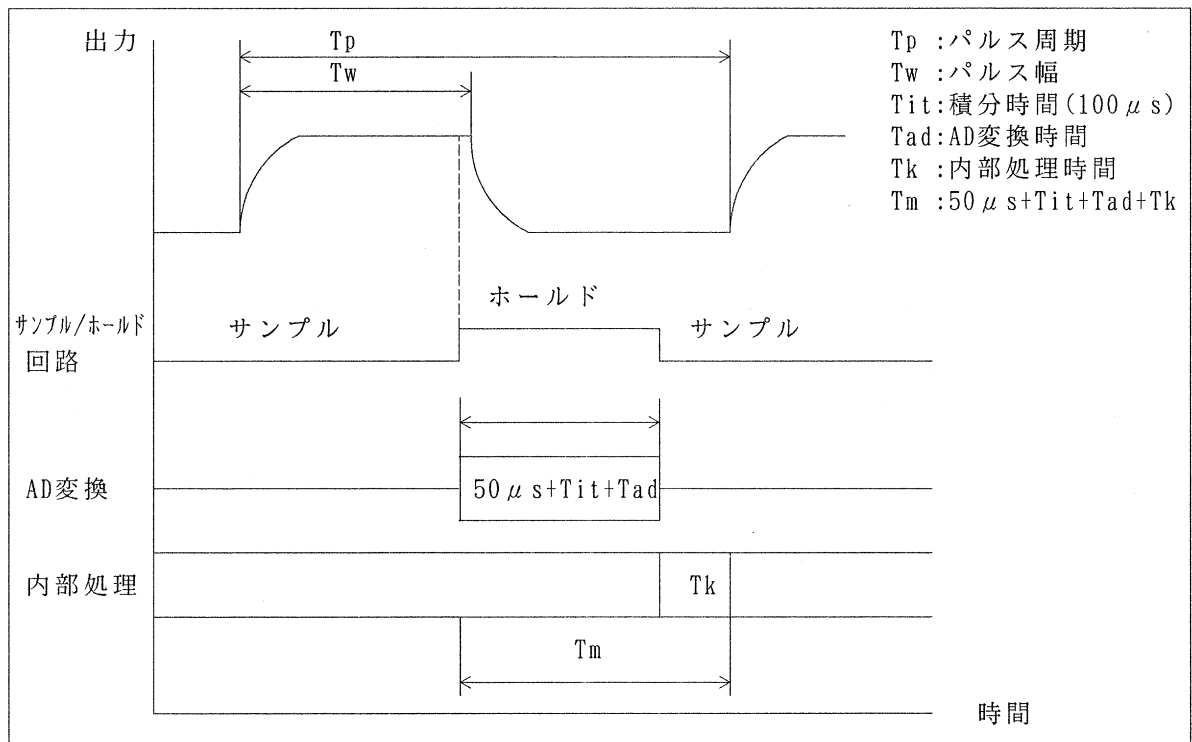 出力
Tp
Tw
Tp :パルス周期
Tw :パルス幅
Tit:積分時間(100μs)
Tad:AD変換時間
Tk :内部処理時間
Tm :50μs+Tit+Tad+Tk
ホールド
サンプル/ホールド
回路
サンプル
サンプル
AD変換
50μs+Tit+Tad
内部処理
Tk
Tm
時間